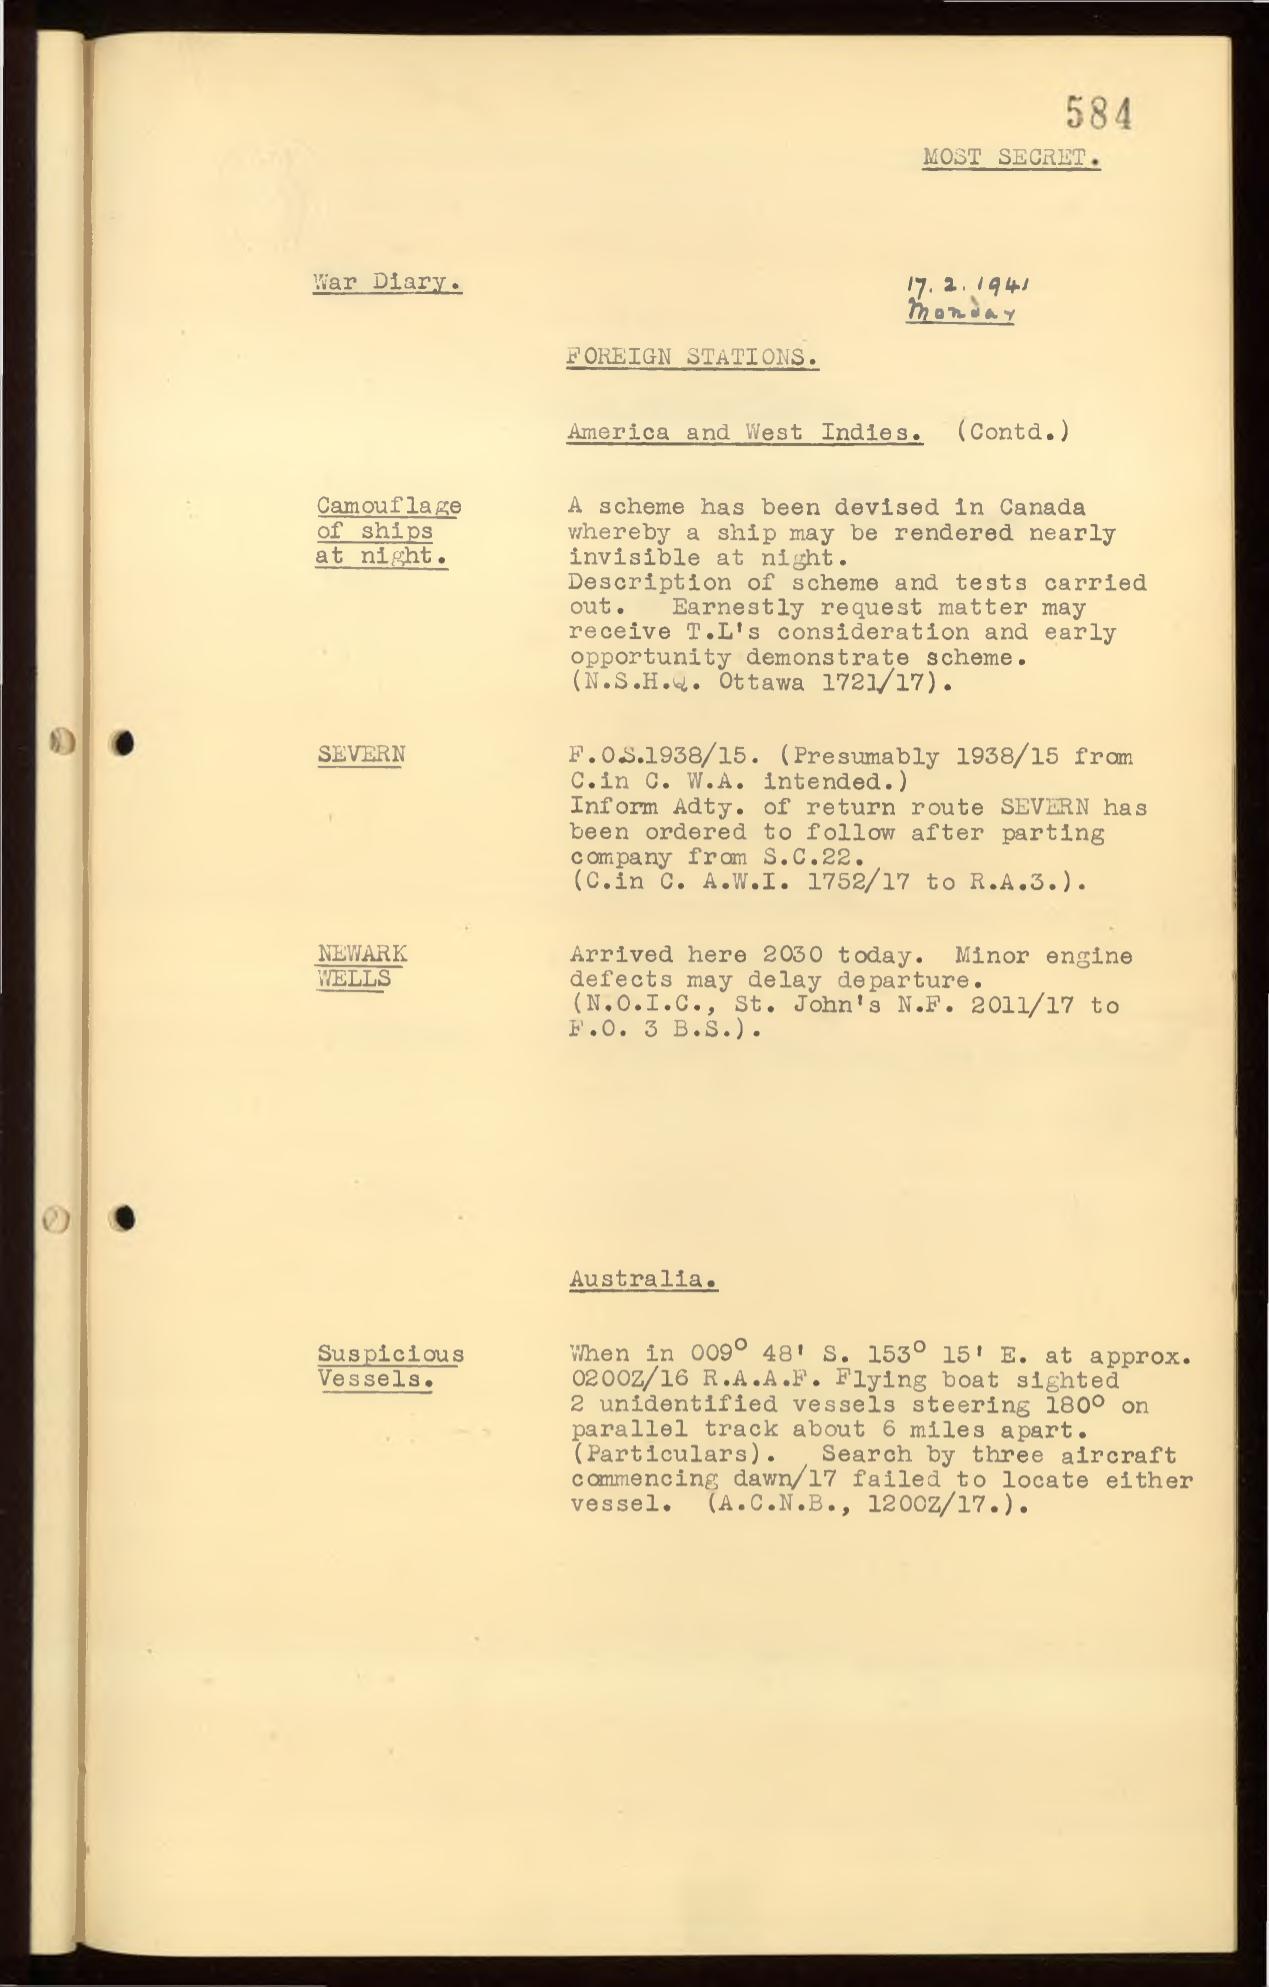 584
MOST SECRET.
War Diary.
17.2.1941
Monday
FOREIGN STATIONS.
America and West Indies. (Contd.)
Camouflage
of ships
at night.
A scheme has been devised in Canada
whereby a ship may be rendered nearly
invisible at night.
Description of scheme and tests carried
out. Earnestly request matter may
receive T.L's consideration and early
opportunity demonstrate scheme.
(N.S.H.Q. Ottawa 1721/17).
SEVERN
F.O.S.1938/15. (Presumably 1938/15 from
C.in C. W.A. intended.)
Inform Adty. of return route SEVERN has
been ordered to follow after parting
company from S.C.22.
(C.in C. A.W.I. 1752/17 to R.A.3.).
NEWARK
WELLS
Arrived here 2030 today. Minor engine
defects may delay departure.
(N.O.I.C., St. John's N.F. 2011/17 to
F.O. 3 B.S.).
Australia.
Suspicious
Vessels.
When in 009° 48' S. 153° 15' E. at approx.
0200Z/16 R.A.A.F. Flying boat sighted
2 unidentified vessels steering 180° on
parallel track about 6 miles apart.
(Particulars). Search by three aircraft
commencing dawn/17 failed to locate either
vessel. (A.C.N.B., 1200Z/17.).